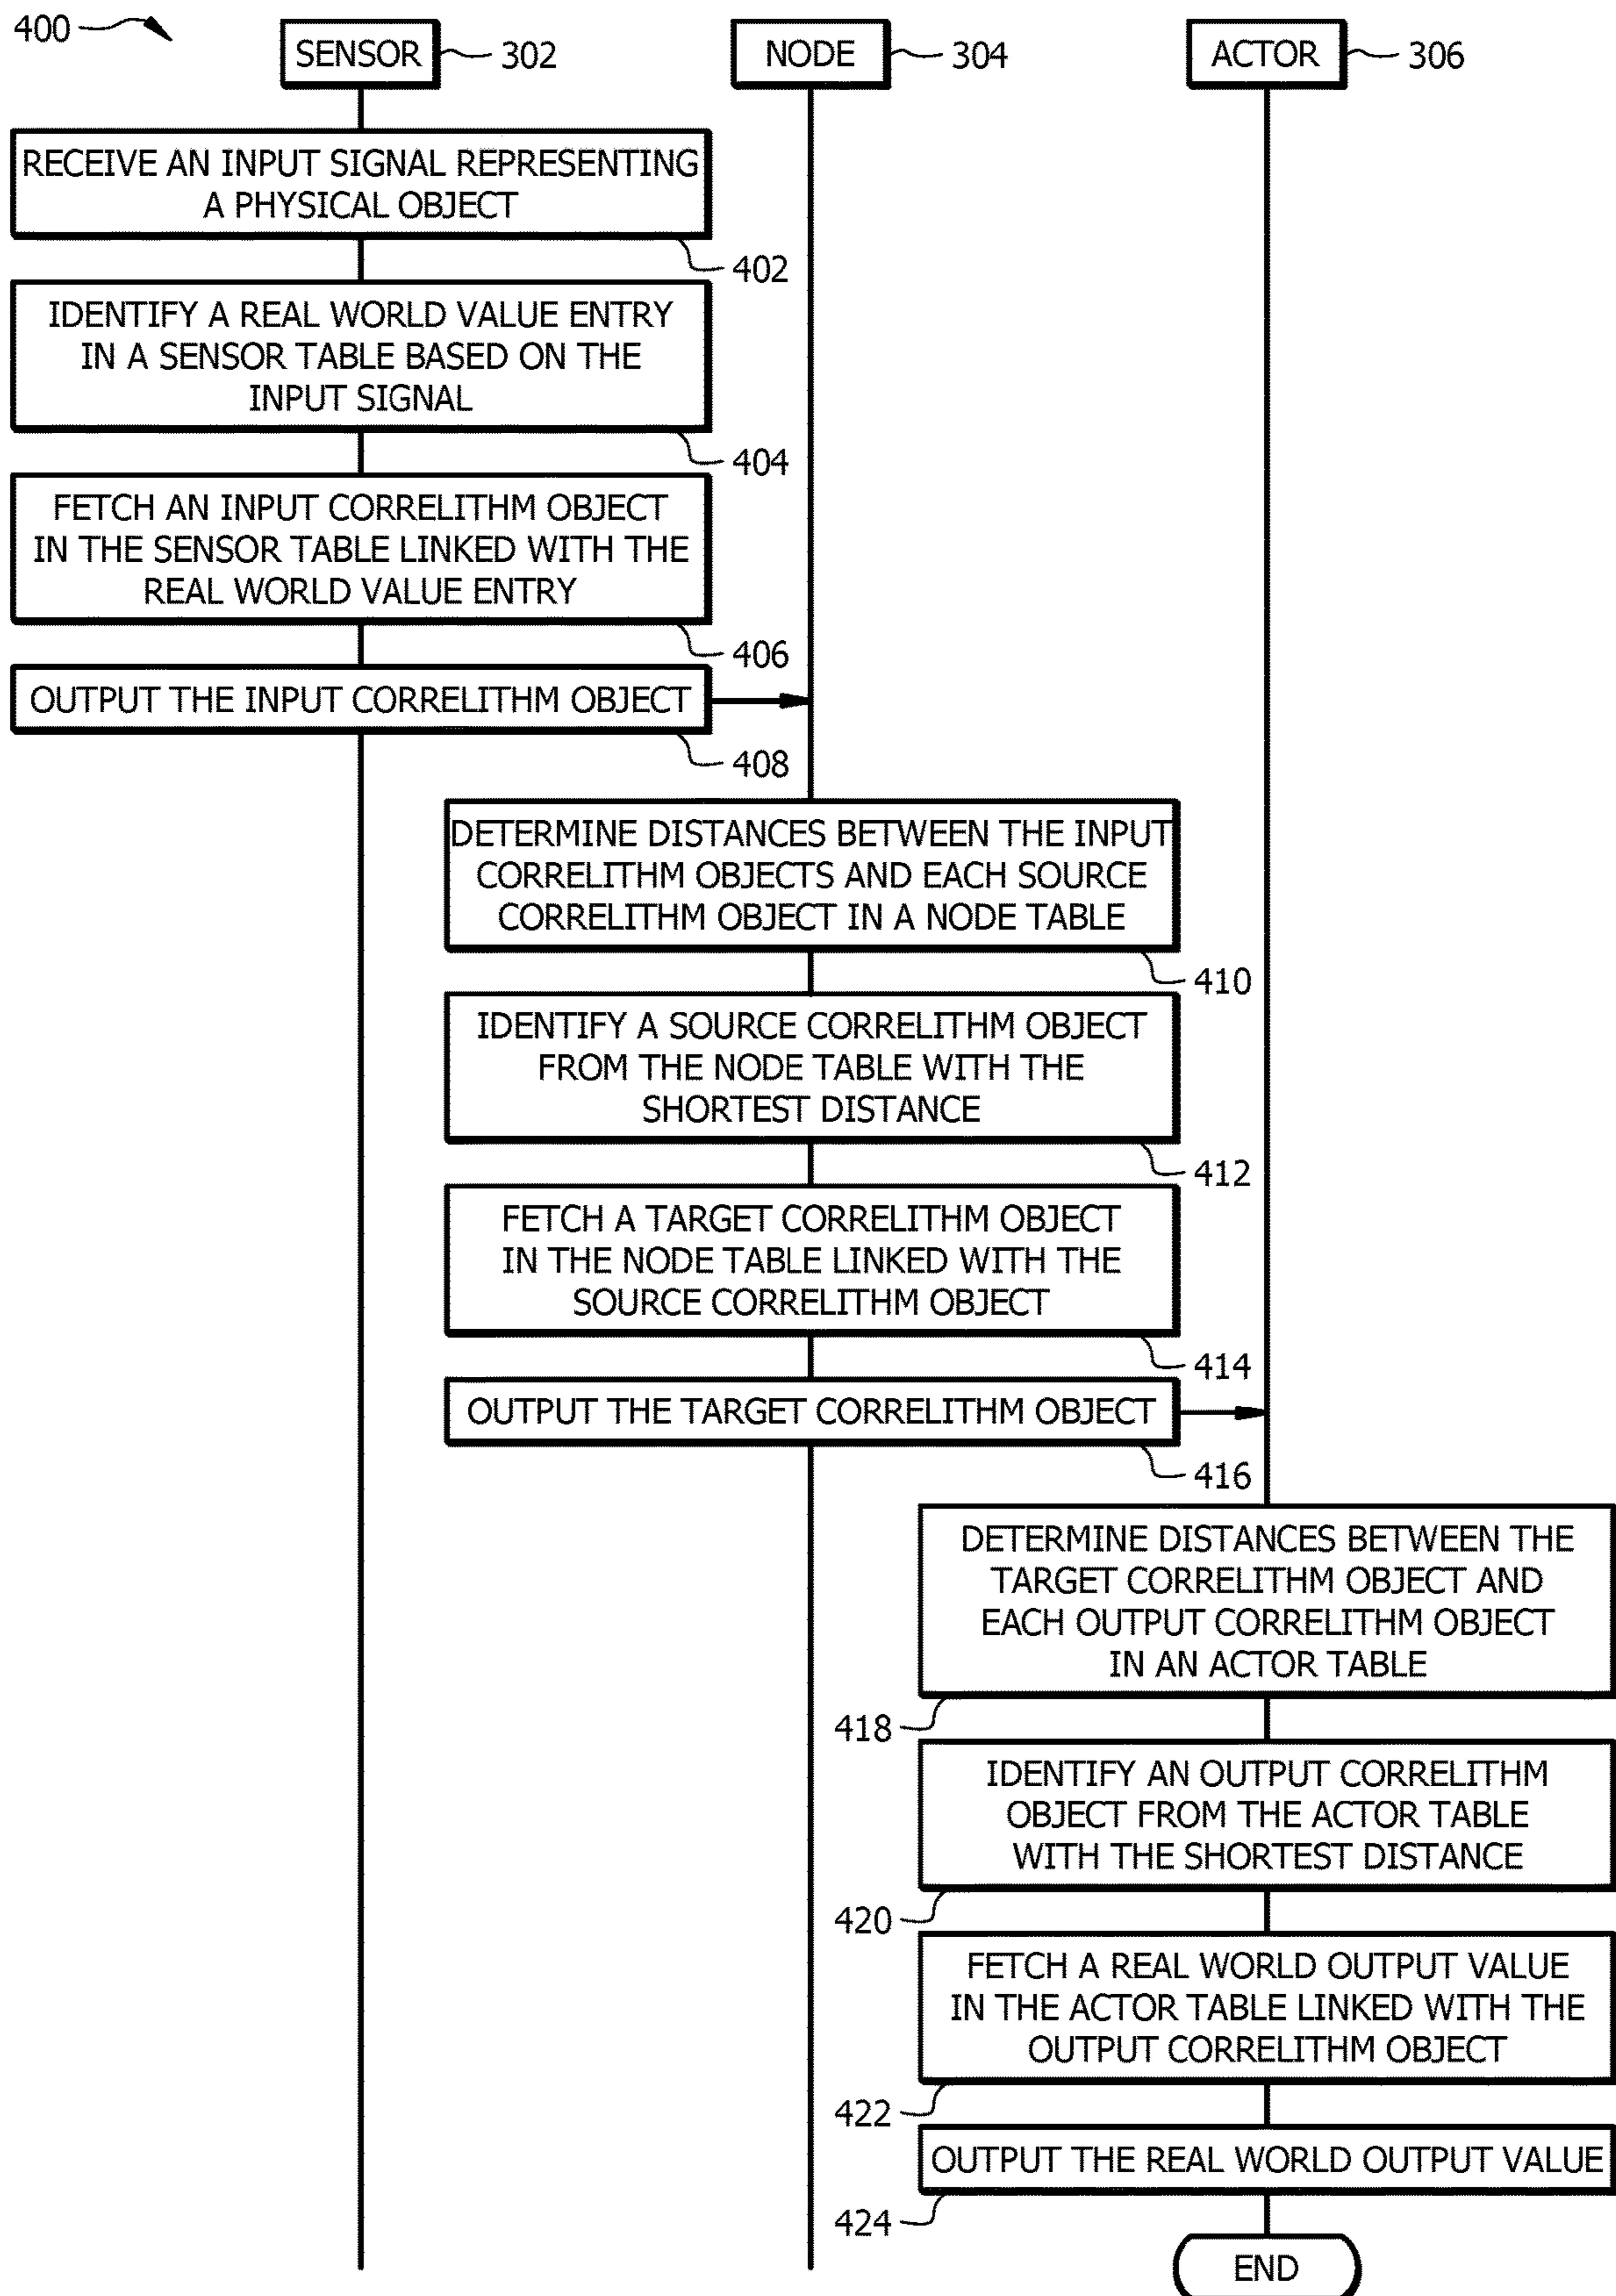 400
SENSOR
302
NODE
304
ACTOR
306
RECEIVE AN INPUT SIGNAL REPRESENTING
A PHYSICAL OBJECT
402
IDENTIFY A REAL WORLD VALUE ENTRY
IN A SENSOR TABLE BASED ON THE
INPUT SIGNAL
404
FETCH AN INPUT CORRELITHM OBJECT
IN THE SENSOR TABLE LINKED WITH THE
REAL WORLD VALUE ENTRY
406
OUTPUT THE INPUT CORRELITHM OBJECT
408
DETERMINE DISTANCES BETWEEN THE INPUT
CORRELITHM OBJECTS AND EACH SOURCE
CORRELITHM OBJECT IN A NODE TABLE
410
IDENTIFY A SOURCE CORRELITHM OBJECT
FROM THE NODE TABLE WITH THE
SHORTEST DISTANCE
412
FETCH A TARGET CORRELITHM OBJECT
IN THE NODE TABLE LINKED WITH THE
SOURCE CORRELITHM OBJECT
414
OUTPUT THE TARGET CORRELITHM OBJECT
416
DETERMINE DISTANCES BETWEEN THE
TARGET CORRELITHM OBJECT AND
EACH OUTPUT CORRELITHM OBJECT
IN AN ACTOR TABLE
418
IDENTIFY AN OUTPUT CORRELITHM
OBJECT FROM THE ACTOR TABLE
WITH THE SHORTEST DISTANCE
420
FETCH A REAL WORLD OUTPUT VALUE
IN THE ACTOR TABLE LINKED WITH THE
OUTPUT CORRELITHM OBJECT
422
OUTPUT THE REAL WORLD OUTPUT VALUE
424
END